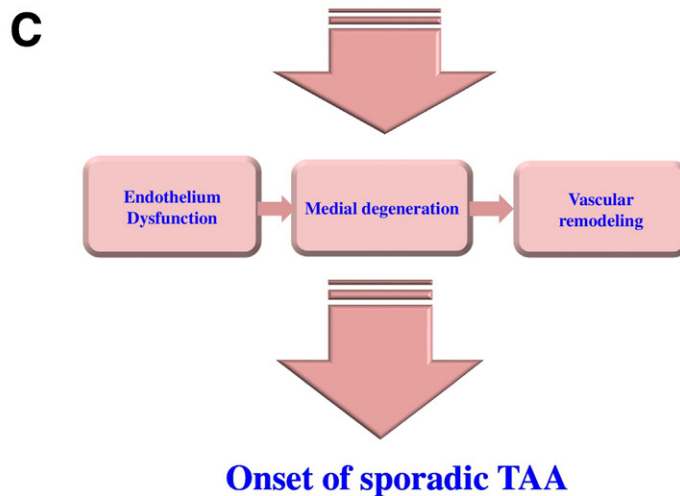 C
Endothelium
Dysfunction
Medial degeneration
Vascular
remodeling
Onset of sporadic TAA